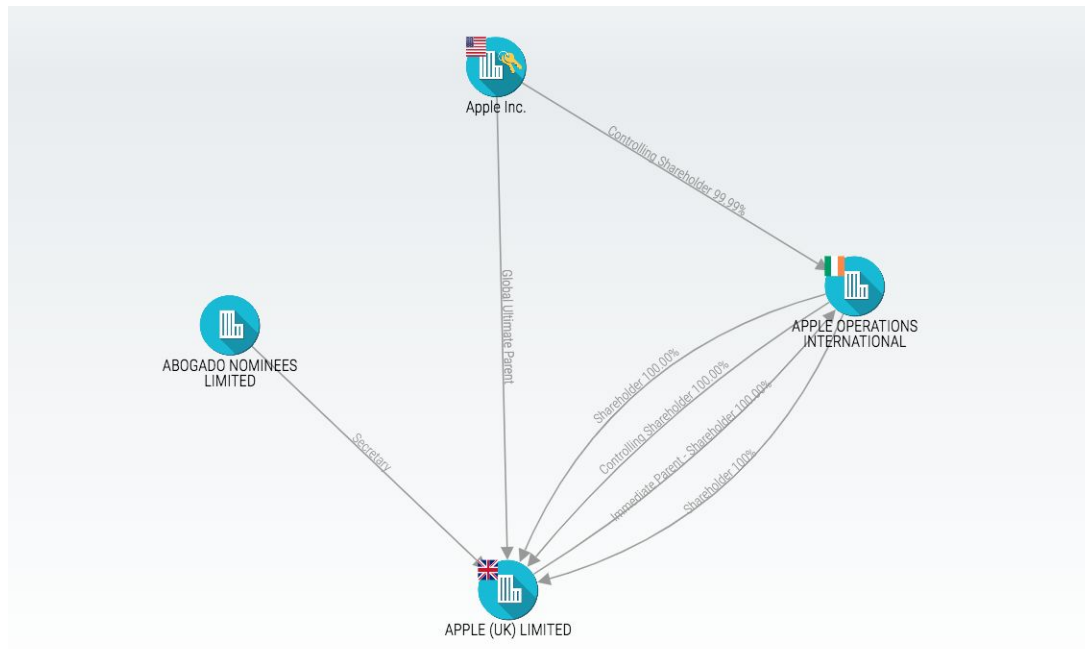 Apple Inc.
Controlling Shareholder 99.99%
Global Ultimate Parent
APPLE OPERATIONS
INTERNATIONAL
ABOGADO NOMINEES
LIMITED
Secretary
Shareholder 100.00%
Controlling Shareholder 100.00%
Immediate Parent - Shareholder 100.00%
Shareholder 100%
APPLE (UK) LIMITED